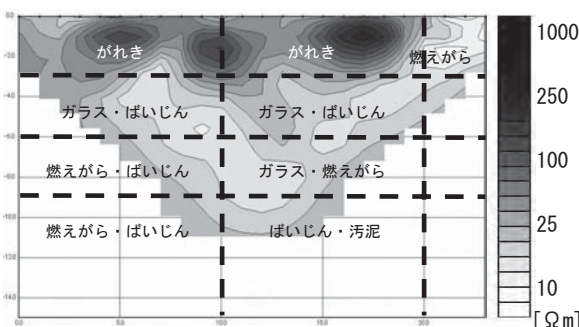 がれき
がれき
燃えがら
ガラス・ばいじん
ガラス・ばいじん
燃えがら・ばいじん
ガラス・燃えがら
燃えがら・ばいじん
ばいじん・汚泥
1000
250
100
25
10
[Ωm]